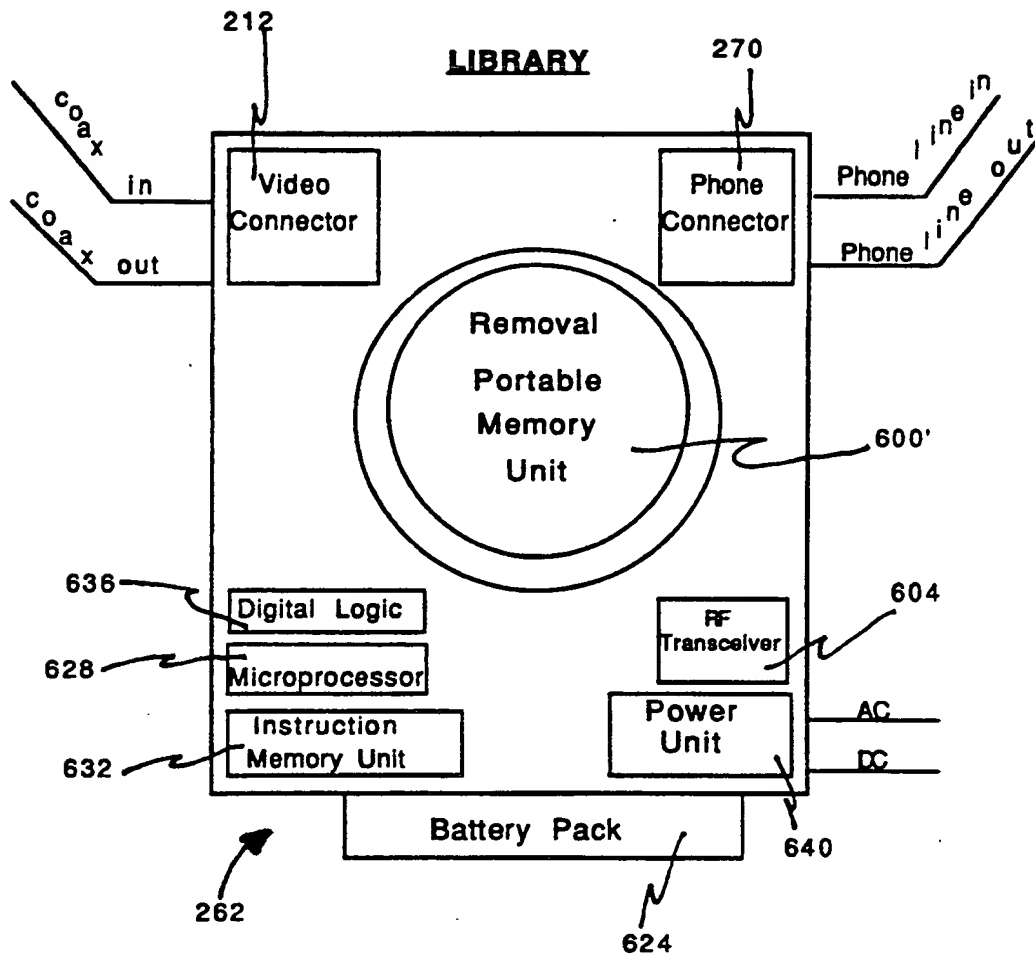 212
LIBRARY
270
coax in
coax out
Video
Connector
Phone
Connector
Phone line in
Phone line out
Removal
Portable
Memory
Unit
600'
636
Digital Logic
628
Microprocessor
632
Instruction
Memory Unit
RF
Transceiver
604
Power
Unit
AC
DC
640
Battery Pack
262
624